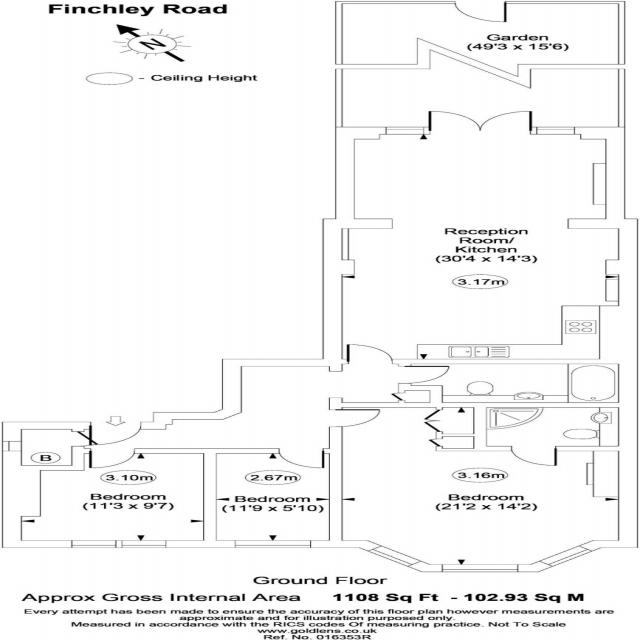 Finchley Road
N
- Ceiling Height
Garden
(49'3 x 15'6)
Reception
Room/
Kitchen
(30'4 x 14'3)
3.17m
B
3.10m
Bedroom
(11'3 x 9'7)
2.67m
Bedroom
(11'9 x 5'10)
3.16m
Bedroom
(21'2 x 14'2)
Ground Floor
Approx Gross Internal Area 1108 Sq Ft - 102.93 Sq M
Every attempt has been made to ensure the accuracy of this floor plan however measurements are
approximate and for illustration purposed only.
Measured in accordance with the RICS codes Of measuring practice. Not To Scale
www.goldlens.co.uk
Ref. No. 016353R